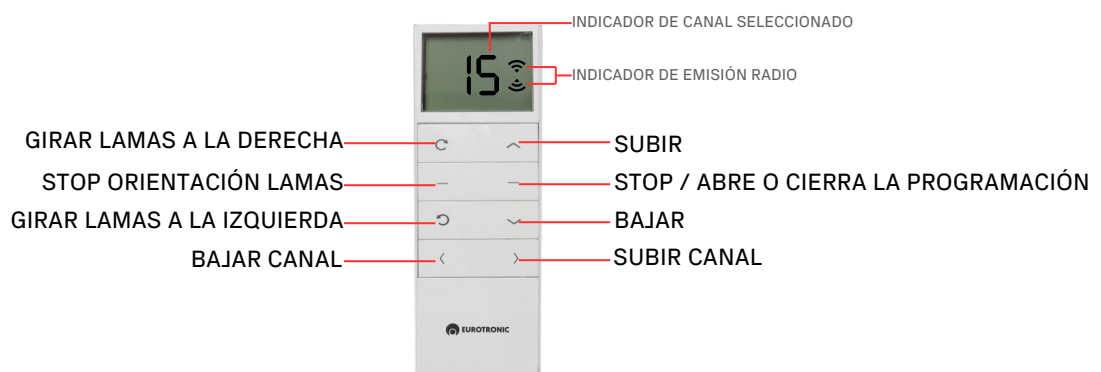 INDICADOR DE CANAL SELECCIONADO
15
INDICADOR DE EMISIÓN RADIO
GIRAR LAMAS A LA DERECHA
SUBIR
STOP ORIENTACIÓN LAMAS
STOP / ABRE O CIERRA LA PROGRAMACIÓN
GIRAR LAMAS A LA IZQUIERDA
BAJAR
BAJAR CANAL
SUBIR CANAL
EUROTRONIC